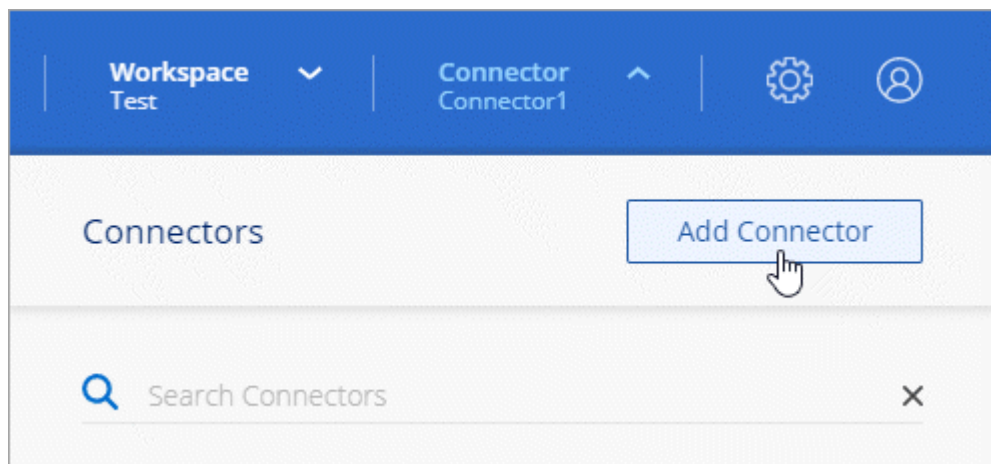 Workspace
Test
Connector
Connector1
Connectors
Add Connector
Search Connectors